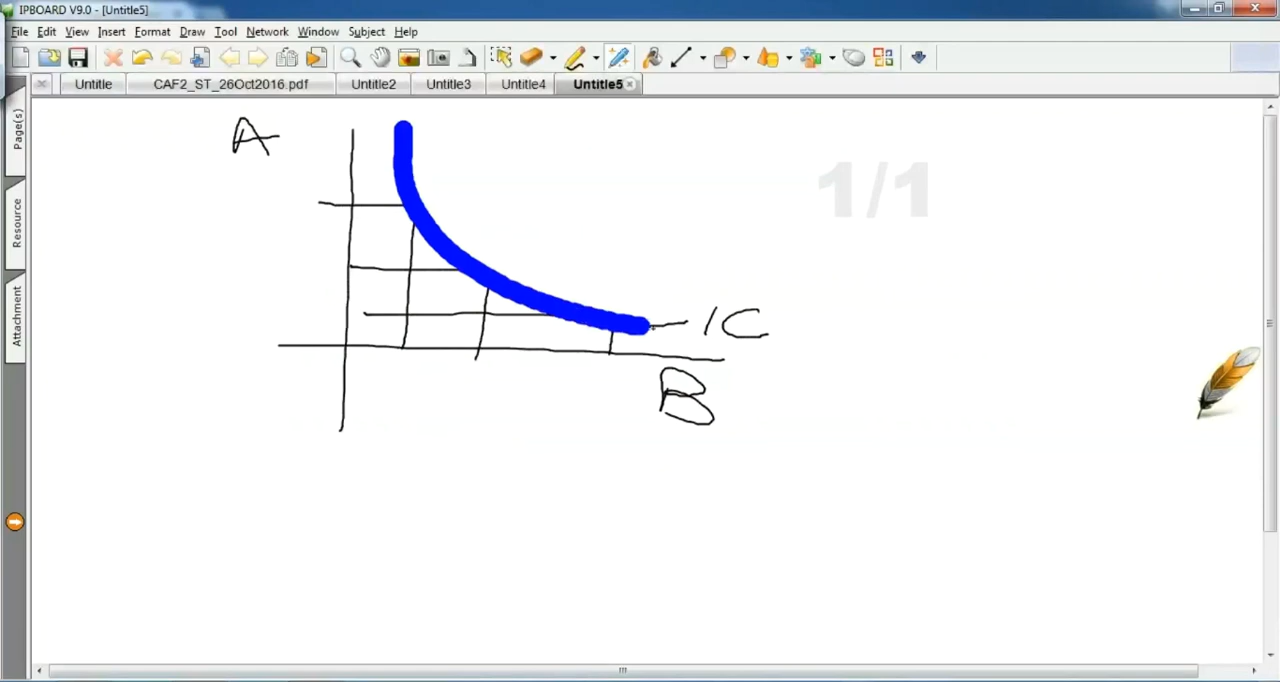 IPBOARD V9.0 - [Untitle5]
File Edit View Insert Format Draw Tool Network Window Subject Help
Untitle CAF2_ST_26Oct2016.pdf Untitle2 Untitle3 Untitle4 Untitle5
Page(s)
Resource
Attachment
A
1/1
IC
B